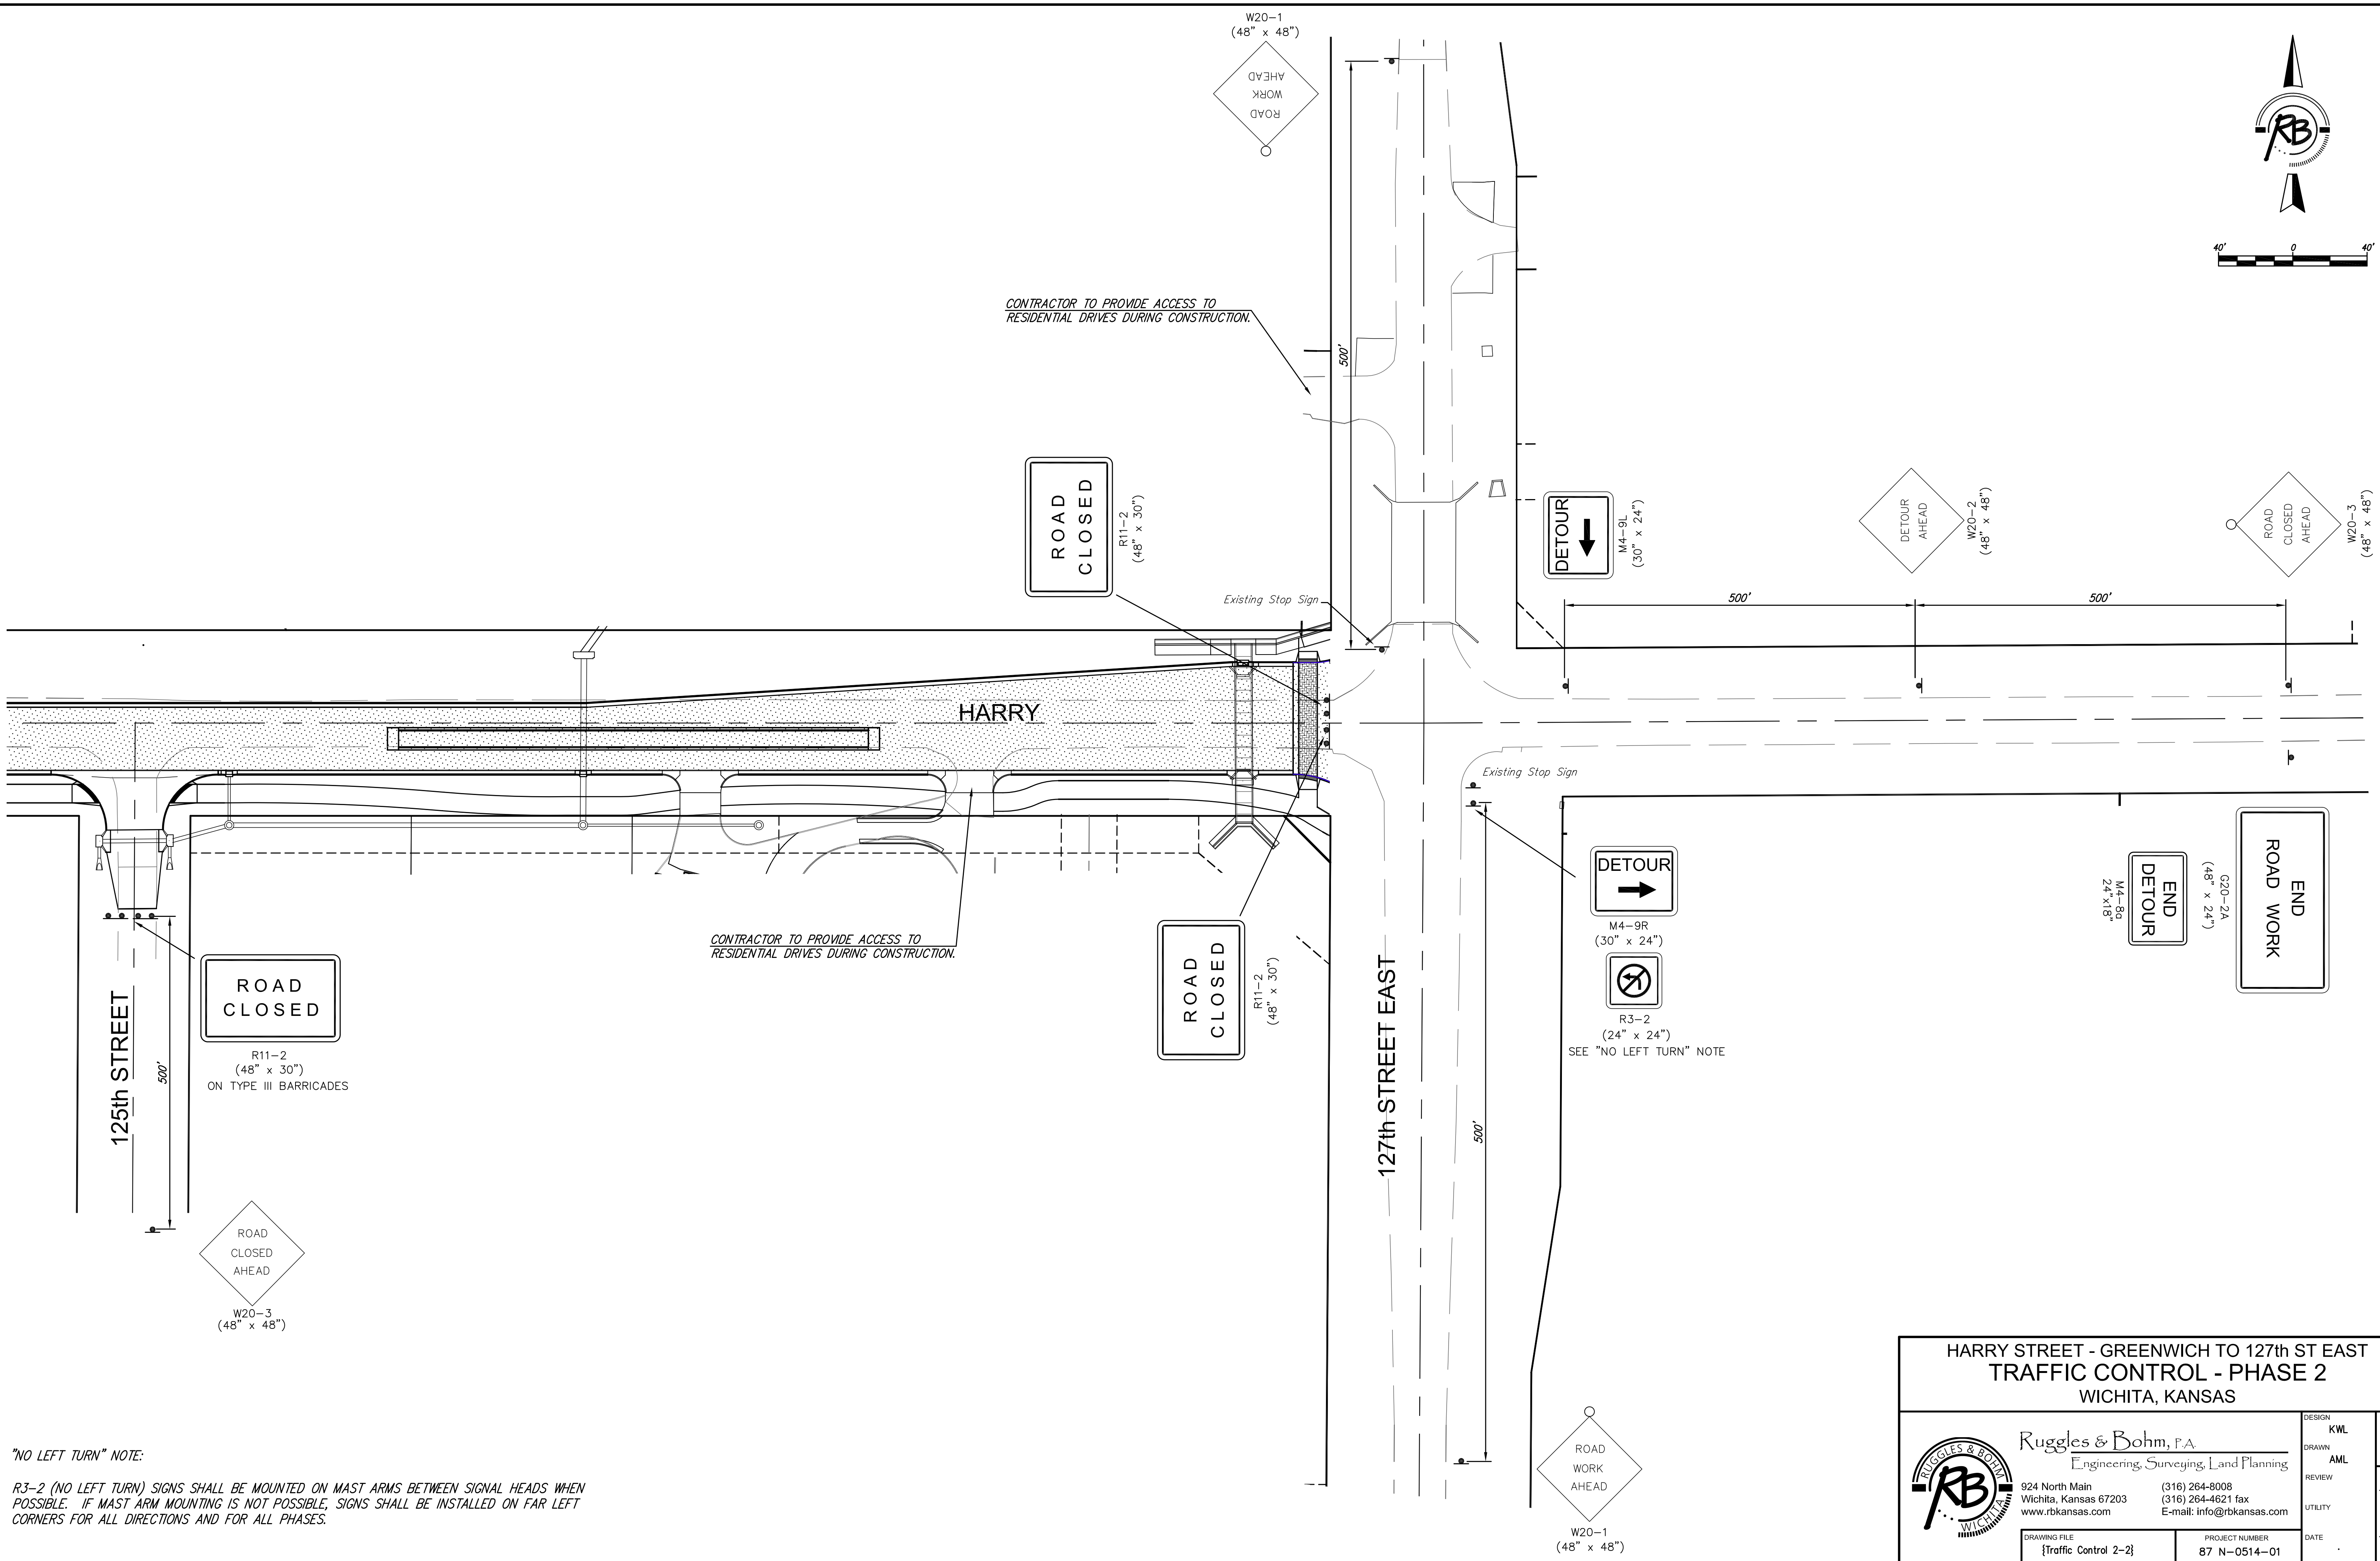 W20-1
(48" x 48")
ROAD
WORK
AHEAD
40'
0
40'
RB
CONTRACTOR TO PROVIDE ACCESS TO
RESIDENTIAL DRIVES DURING CONSTRUCTION.
500'
ROAD
CLOSED
R11-2
(48" x 30")
DETOUR
M4-9L
(30" x 24")
DETOUR
AHEAD
W20-2
(48" x 48")
ROAD
CLOSED
AHEAD
W20-3
(48" x 48")
Existing Stop Sign
500'
500'
HARRY
Existing Stop Sign
DETOUR
M4-9R
(30" x 24")
R3-2
(24" x 24")
SEE "NO LEFT TURN" NOTE
END
DETOUR
M4-8a
24"x18"
END
ROAD WORK
G20-2A
(48" x 24")
CONTRACTOR TO PROVIDE ACCESS TO
RESIDENTIAL DRIVES DURING CONSTRUCTION.
ROAD
CLOSED
R11-2
(48" x 30")
127th STREET EAST
500'
125th STREET
500'
ROAD
CLOSED
R11-2
(48" x 30")
ON TYPE III BARRICADES
ROAD
CLOSED
AHEAD
W20-3
(48" x 48")
ROAD
WORK
AHEAD
W20-1
(48" x 48")
"NO LEFT TURN" NOTE:
R3-2 (NO LEFT TURN) SIGNS SHALL BE MOUNTED ON MAST ARMS BETWEEN SIGNAL HEADS WHEN
POSSIBLE. IF MAST ARM MOUNTING IS NOT POSSIBLE, SIGNS SHALL BE INSTALLED ON FAR LEFT
CORNERS FOR ALL DIRECTIONS AND FOR ALL PHASES.
HARRY STREET - GREENWICH TO 127th ST EAST
TRAFFIC CONTROL - PHASE 2
WICHITA, KANSAS
RUGGLES & BOHM
RB
WICHITA
Ruggles & Bohm, P.A.
Engineering, Surveying, Land Planning
924 North Main
Wichita, Kansas 67203
www.rbkansas.com
(316) 264-8008
(316) 264-4621 fax
E-mail: info@rbkansas.com
DRAWING FILE
{Traffic Control 2-2}
PROJECT NUMBER
87 N-0514-01
DESIGN
KWL
DRAWN
AML
REVIEW
UTILITY
DATE